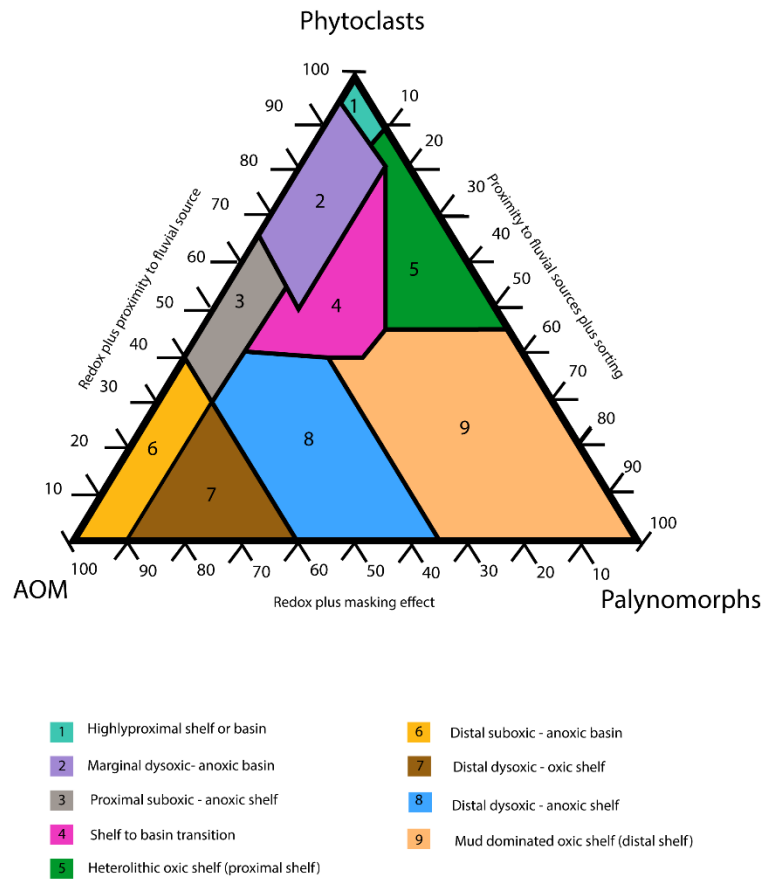 Phytoclasts
100
90
10
1
80
20
Redox plus proximity to fluvial source
70
2
30
Proximity to fluvial sources plus sorting
60
40
5
50
3
4
50
40
60
30
70
20
6
8
9
80
10
7
90
100
AOM
100 90 80 70 60 50 40 30 20 10
Redox plus masking effect
Palynomorphs
1 Highlyproximal shelf or basin
2 Marginal dysoxic- anoxic basin
3 Proximal suboxic - anoxic shelf
4 Shelf to basin transition
5 Heterolithic oxic shelf (proximal shelf)
6 Distal suboxic - anoxic basin
7 Distal dysoxic - oxic shelf
8 Distal dysoxic - anoxic shelf
9 Mud dominated oxic shelf (distal shelf)